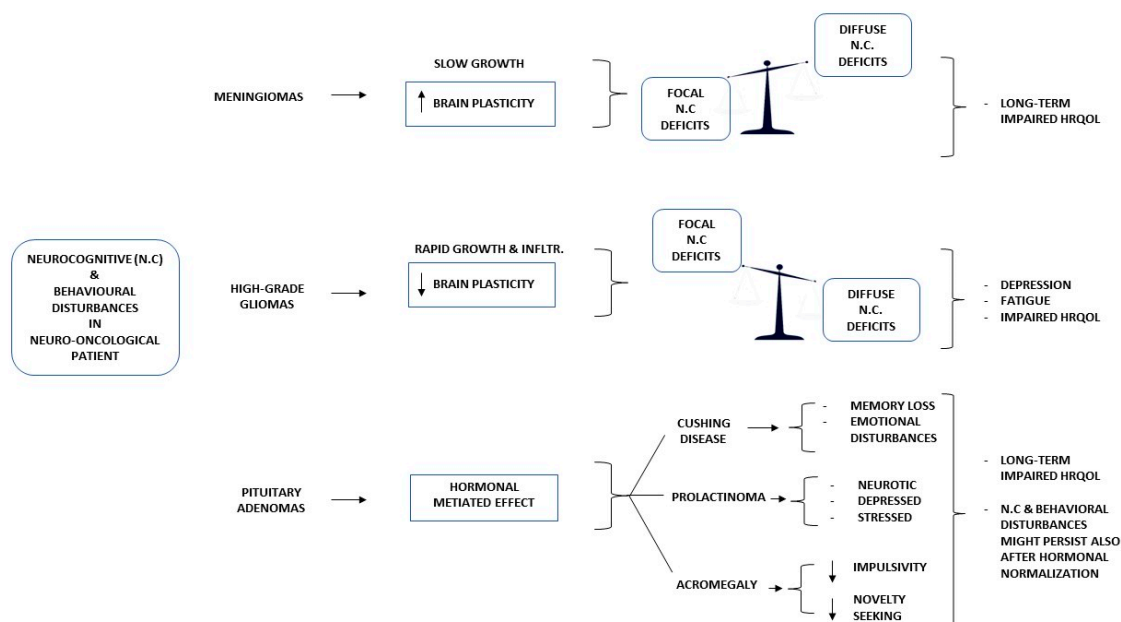 NEUROCOGNITIVE (N.C)
&
BEHAVIOURAL
DISTURBANCES
IN
NEURO-ONCOLOGICAL
PATIENT
MENINGIOMAS
SLOW GROWTH
BRAIN PLASTICITY
FOCAL
N.C
DEFICITS
DIFFUSE
N.C.
DEFICITS
- LONG-TERM
IMPAIRED HRQOL
HIGH-GRADE
GLIOMAS
RAPID GROWTH & INFLTR.
BRAIN PLASTICITY
FOCAL
N.C
DEFICITS
DIFFUSE
N.C.
DEFICITS
- DEPRESSION
- FATIGUE
- IMPAIRED HRQOL
PITUITARY
ADENOMAS
HORMONAL
METIATED EFFECT
CUSHING
DISEASE
- MEMORY LOSS
- EMOTIONAL
DISTURBANCES
PROLACTINOMA
- NEUROTIC
- DEPRESSED
- STRESSED
ACROMEGALY
IMPULSIVITY
NOVELTY
SEEKING
- LONG-TERM
IMPAIRED HRQOL
- N.C & BEHAVIORAL
DISTURBANCES
MIGHT PERSIST ALSO
AFTER HORMONAL
NORMALIZATION